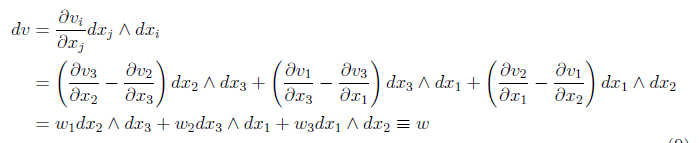 dv = \frac{\partial v_i}{\partial x_j} dx_j \wedge dx_i
= \left( \frac{\partial v_3}{\partial x_2} - \frac{\partial v_2}{\partial x_3} \right) dx_2 \wedge dx_3 + \left( \frac{\partial v_1}{\partial x_3} - \frac{\partial v_3}{\partial x_1} \right) dx_3 \wedge dx_1 + \left( \frac{\partial v_2}{\partial x_1} - \frac{\partial v_1}{\partial x_2} \right) dx_1 \wedge dx_2
= w_1 dx_2 \wedge dx_3 + w_2 dx_3 \wedge dx_1 + w_3 dx_1 \wedge dx_2 \equiv w